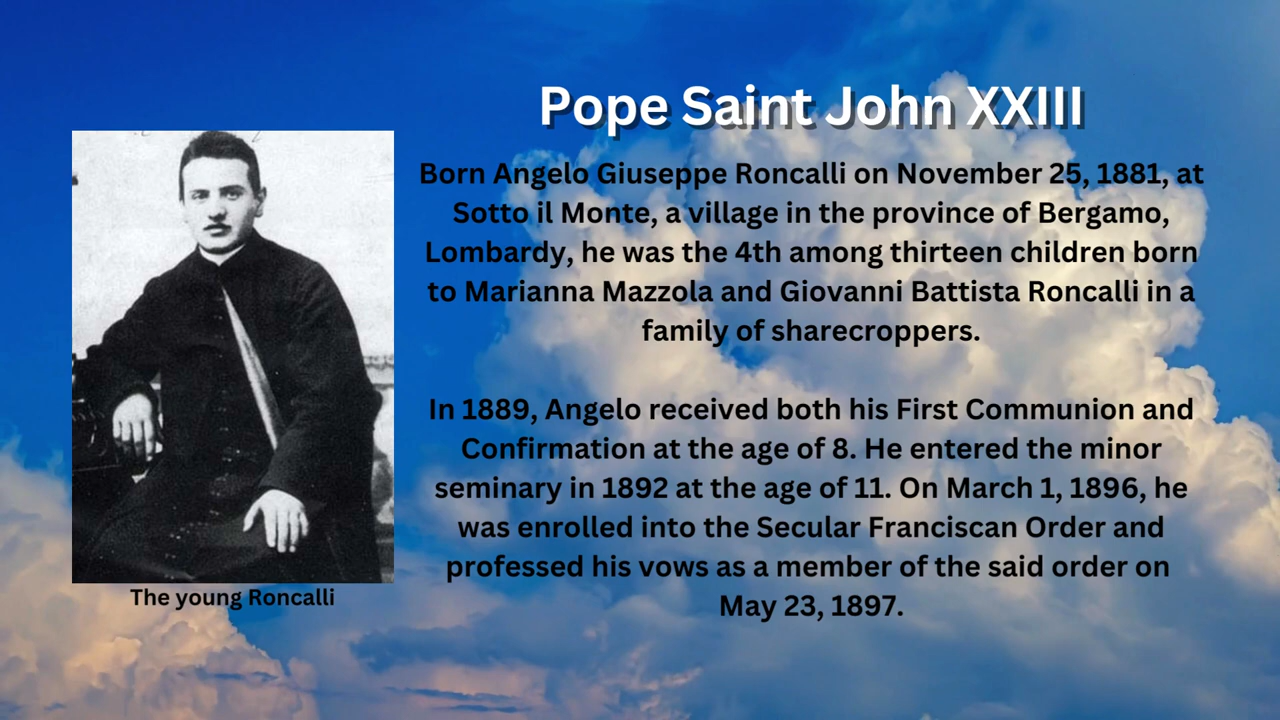 Pope Saint John XXIII
Born Angelo Giuseppe Roncalli on November 25, 1881, at
Sotto il Monte, a village in the province of Bergamo,
Lombardy, he was the 4th among thirteen children born
to Marianna Mazzola and Giovanni Battista Roncalli in a
family of sharecroppers.
In 1889, Angelo received both his First Communion and
Confirmation at the age of 8. He entered the minor
seminary in 1892 at the age of 11. On March 1, 1896, he
was enrolled into the Secular Franciscan Order and
professed his vows as a member of the said order on
May 23, 1897.
The young Roncalli